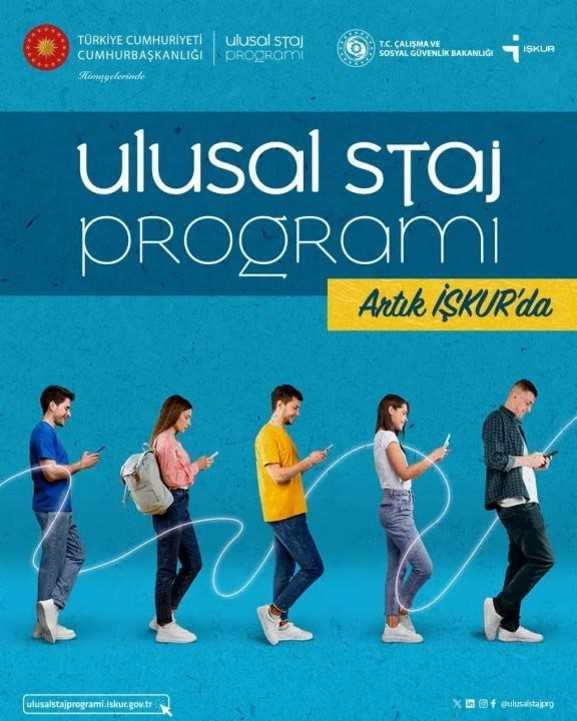 TÜRKİYE CUMHURİYETİ
CUMHURBAŞKANLIĞI
Himayelerinde
ulusal staj
programı
T.C. ÇALIŞMA VE
SOSYAL GÜVENLİK BAKANLIĞI
İŞKUR
ulusal staj
programı
Artık İŞKUR'da
ulusalstajprogrami.iskur.gov.tr
@ulusalstajprg